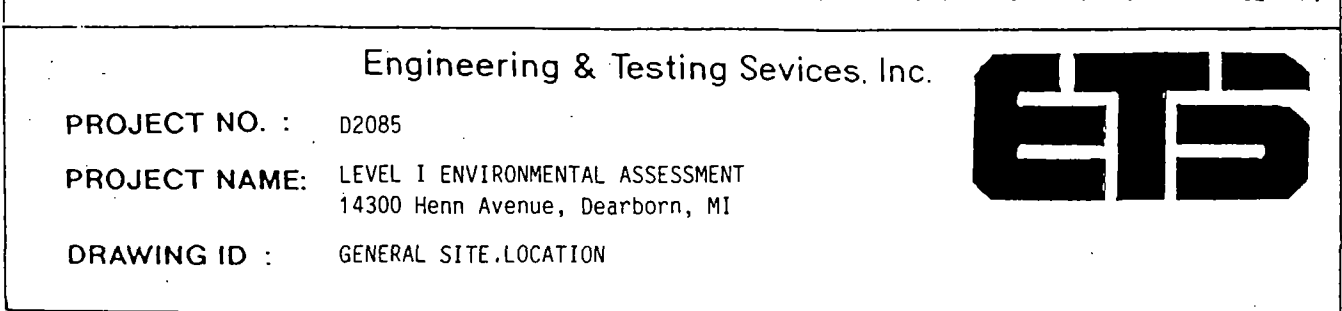 Engineering & Testing Sevices, Inc.
ETS
PROJECT NO. : D2085
PROJECT NAME: LEVEL I ENVIRONMENTAL ASSESSMENT
14300 Henn Avenue, Dearborn, MI
DRAWING ID : GENERAL SITE.LOCATION